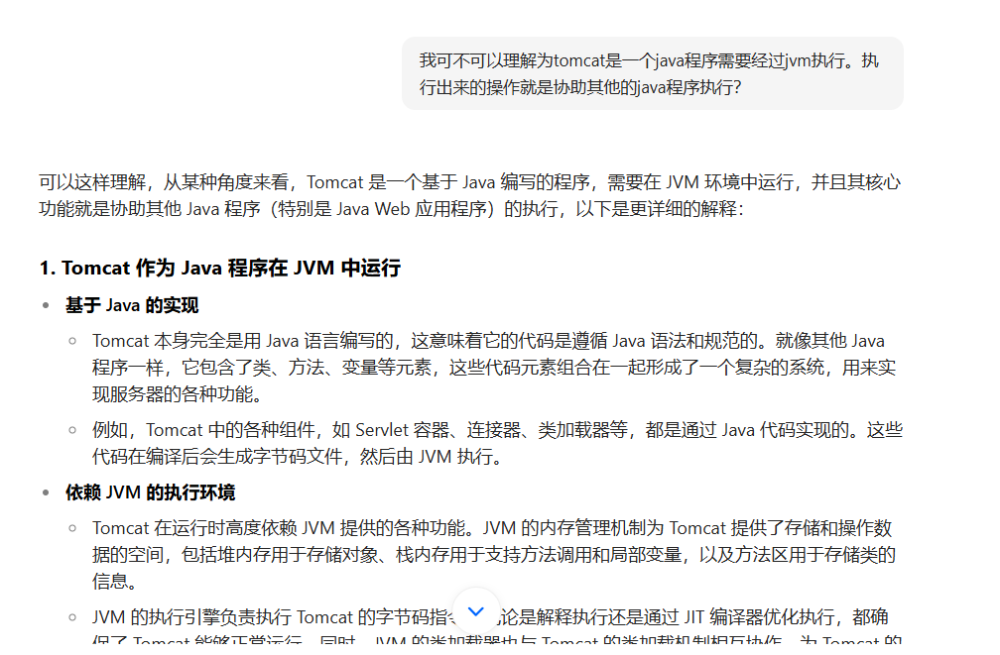 我可不可以理解为tomcat是一个java程序需要经过jvm执行。执
行出来的操作就是协助其他的java程序执行?
可以这样理解，从某种角度来看，Tomcat 是一个基于 Java 编写的程序，需要在 JVM 环境中运行，并且其核心
功能就是协助其他 Java 程序（特别是 Java Web 应用程序）的执行，以下是更详细的解释：
1. Tomcat 作为 Java 程序在 JVM 中运行
基于 Java 的实现
Tomcat 本身完全是用 Java 语言编写的，这意味着它的代码是遵循 Java 语法和规范的。就像其他 Java
程序一样，它包含了类、方法、变量等元素，这些代码元素组合在一起形成了一个复杂的系统，用来实
现服务器的各种功能。
例如，Tomcat 中的各种组件，如 Servlet 容器、连接器、类加载器等，都是通过 Java 代码实现的。这些
代码在编译后会生成字节码文件，然后由 JVM 执行。
依赖 JVM 的执行环境
Tomcat 在运行时高度依赖 JVM 提供的各种功能。JVM 的内存管理机制为 Tomcat 提供了存储和操作数
据的空间，包括堆内存用于存储对象、栈内存用于支持方法调用和局部变量，以及方法区用于存储类的
信息。
JVM 的执行引擎负责执行 Tomcat 的字节码指 论是解释执行还是通过 JIT 编译器优化执行，都确
保了 Tomcat 能够正常运行。同时，JVM 的类加载器也与 Tomcat 的类加载机制相互协作，为 Tomcat 的